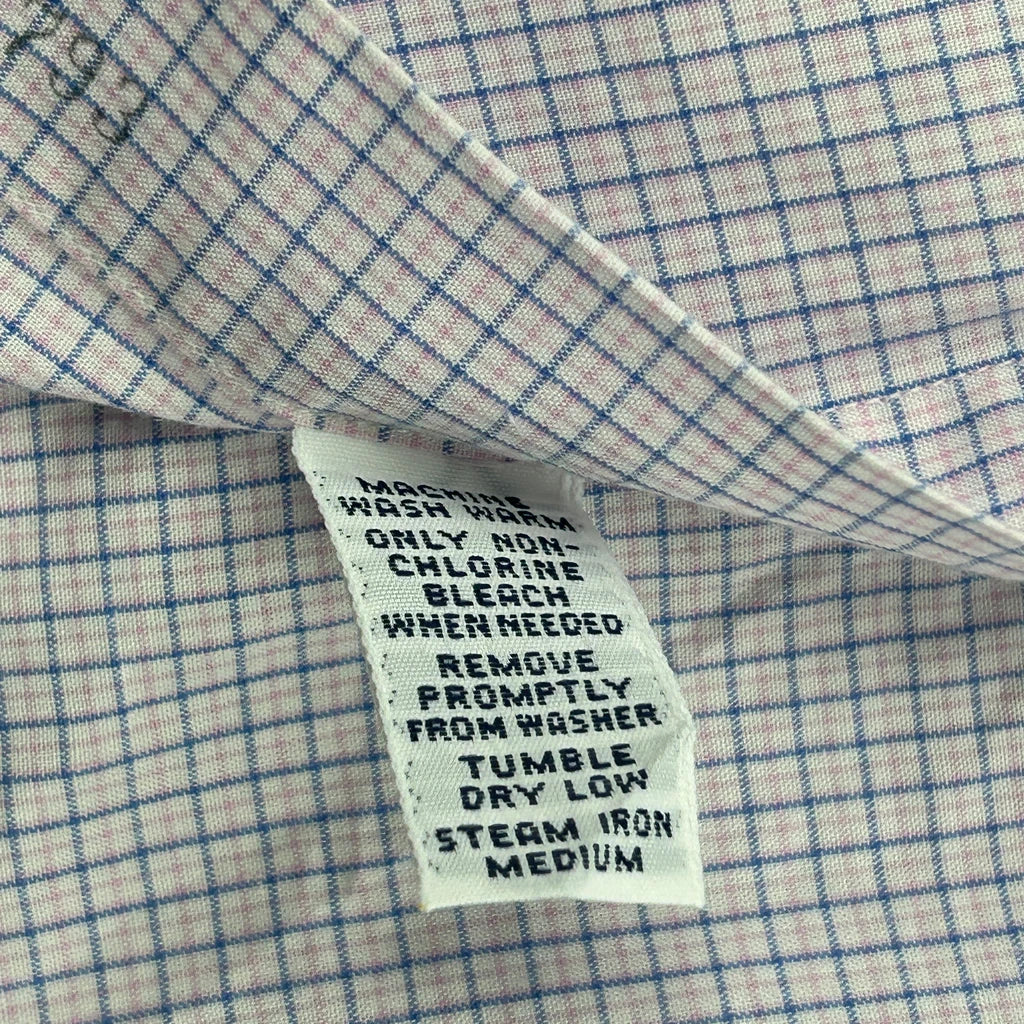 793
MACHINE
WASH WARM
ONLY NON-
CHLORINE
BLEACH
WHEN NEEDED
REMOVE
PROMPTLY
FROM WASHER
TUMBLE
DRY LOW
STEAM IRON
MEDIUM